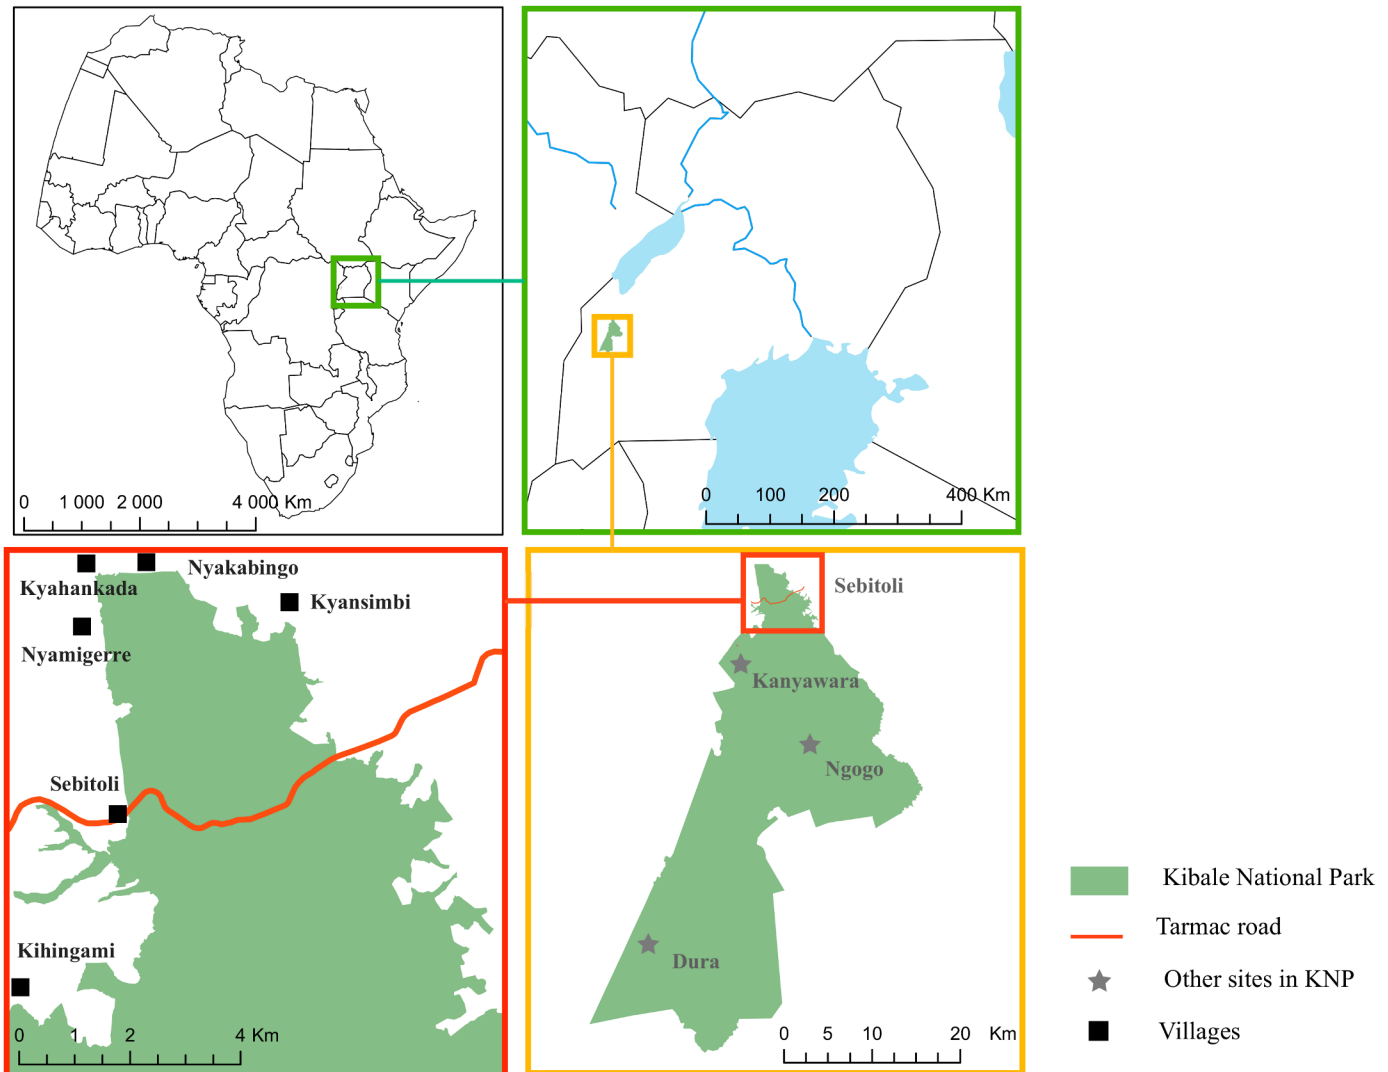 0 1 000 2 000 4 000 Km
0 100 200 400 Km
Nyakabingo
Kyahankada
Kyansimbi
Nyamigerre
Sebitoli
Kihingami
0 1 2 4 Km
Sebitoli
Kanyawara
Ngogo
Dura
0 5 10 20 Km
Kibale National Park
Tarmac road
Other sites in KNP
Villages